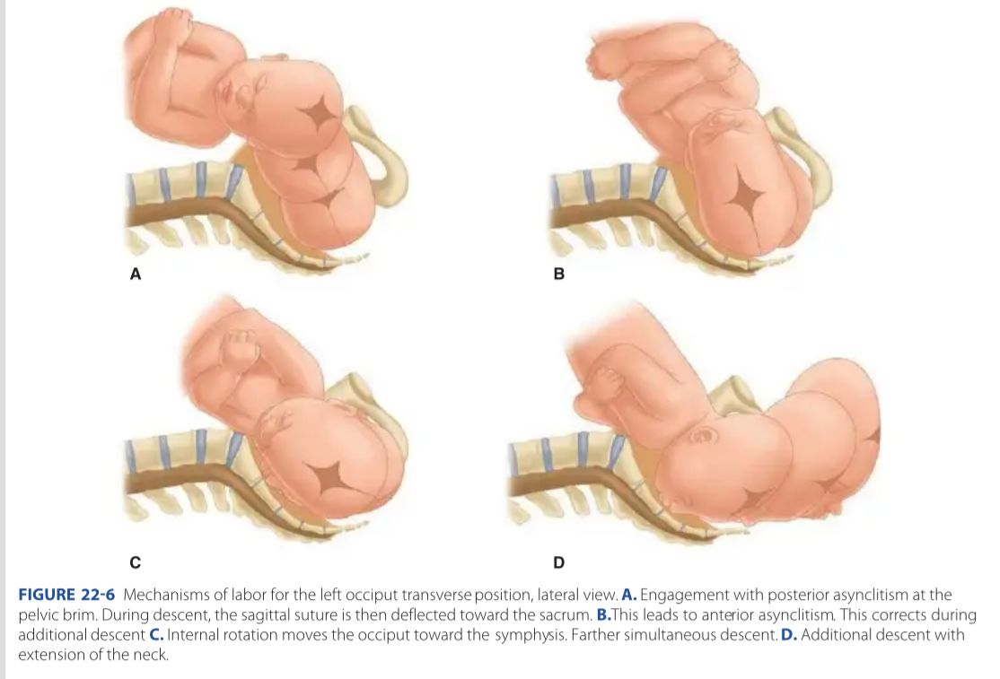 A
B
C
D
FIGURE 22-6 Mechanisms of labor for the left occiput transverse position, lateral view. A. Engagement with posterior asynclitism at the
pelvic brim. During descent, the sagittal suture is then deflected toward the sacrum. B.This leads to anterior asynclitism. This corrects during
additional descent C. Internal rotation moves the occiput toward the symphysis. Farther simultaneous descent. D. Additional descent with
extension of the neck.